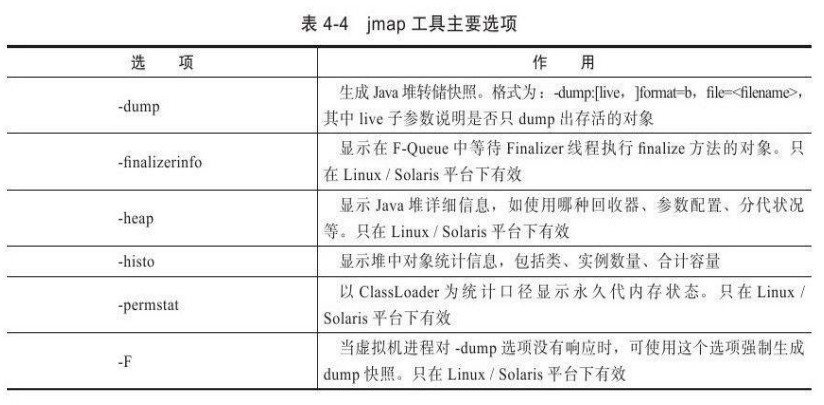 表 4-4 jmap 工具主要选项
选 项 作 用
-dump 生成 Java 堆转储快照。格式为：-dump:[live，]format=b，file=<filename>，
其中 live 子参数说明是否只 dump 出存活的对象
-finalizerinfo 显示在 F-Queue 中等待 Finalizer 线程执行 finalize 方法的对象。只
在 Linux / Solaris 平台下有效
-heap 显示 Java 堆详细信息，如使用哪种回收器、参数配置、分代状况
等。只在 Linux / Solaris 平台下有效
-histo 显示堆中对象统计信息，包括类、实例数量、合计容量
-permstat 以 ClassLoader 为统计口径显示永久代内存状态。只在 Linux /
Solaris 平台下有效
-F 当虚拟机进程对 -dump 选项没有响应时，可使用这个选项强制生成
dump 快照。只在 Linux / Solaris 平台下有效